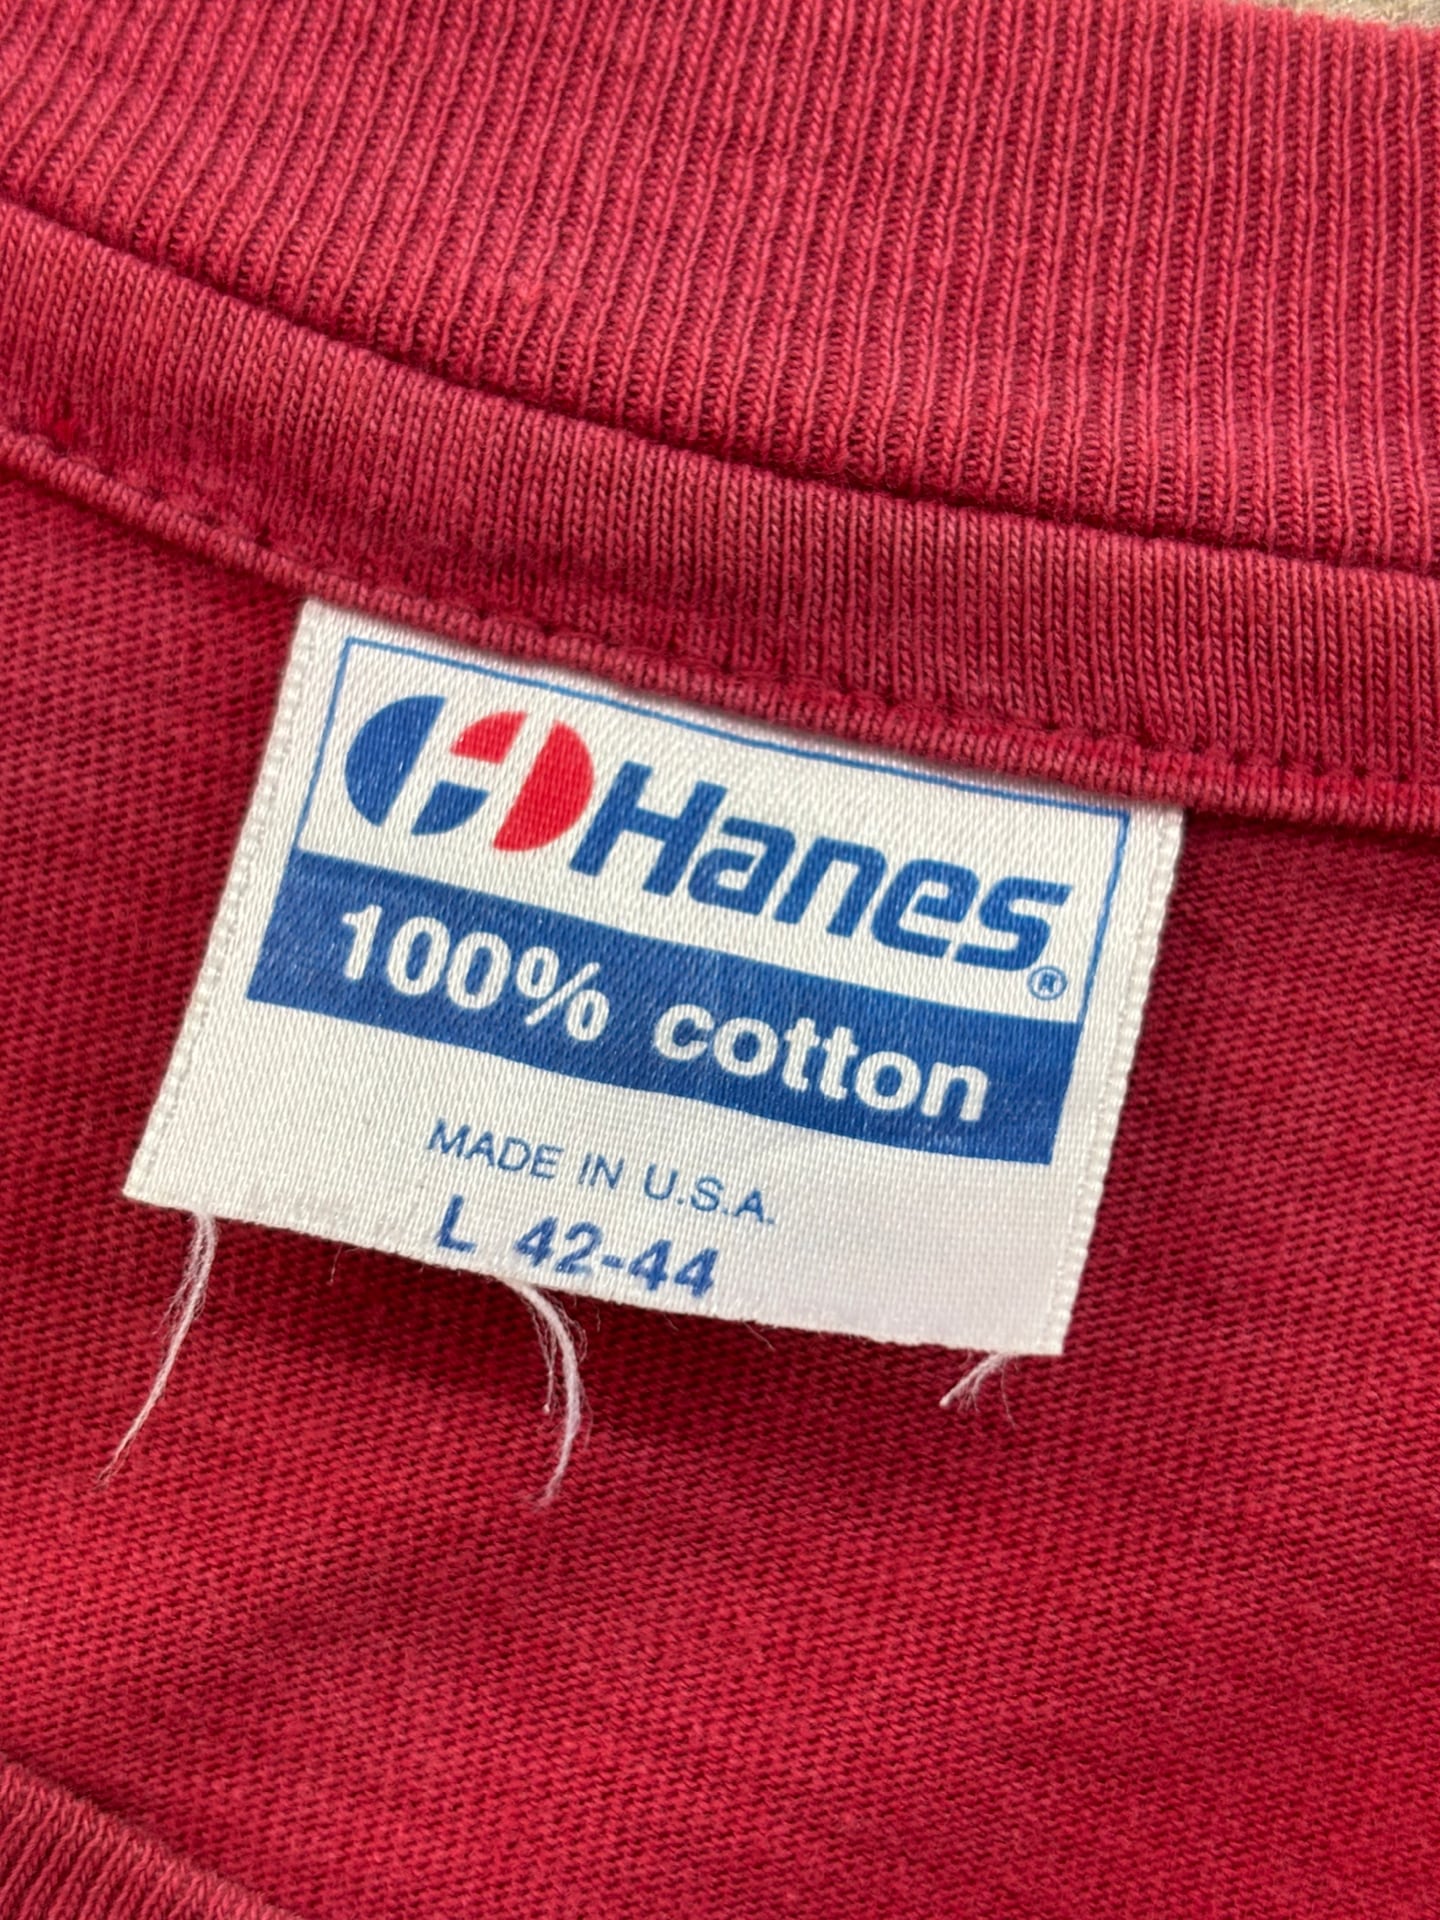 Hanes®
100% cotton
MADE IN U.S.A.
L 42-44